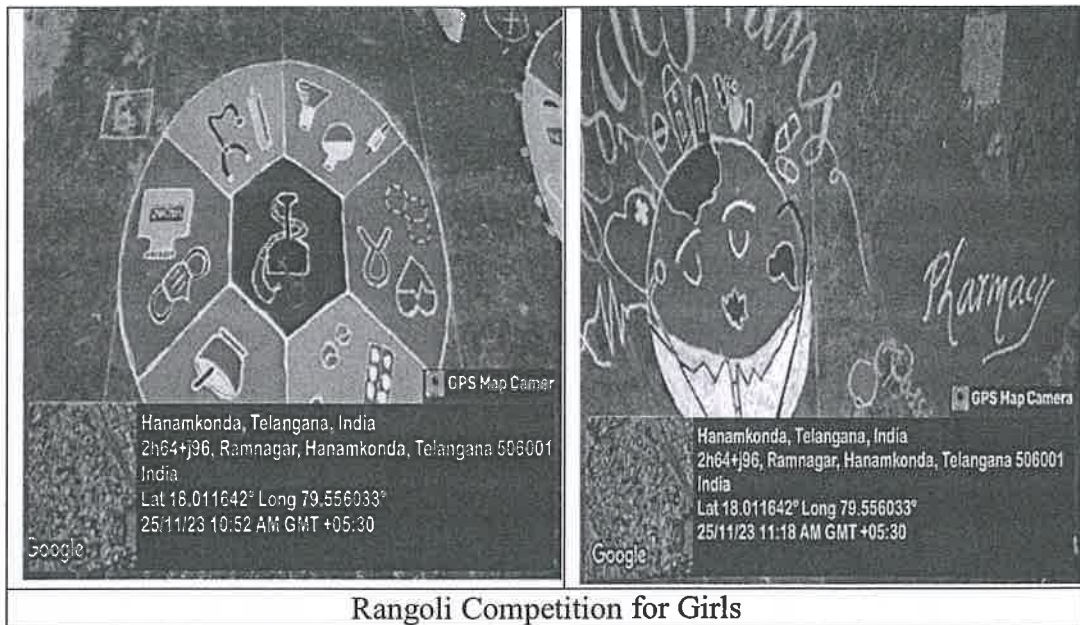 GPS Map Camer
Hanamkonda, Telangana, India
2h64+j96, Ramnagar, Hanamkonda, Telangana 506001
India
Lat 18.011642° Long 79.556033°
25/11/23 10:52 AM GMT +05:30
Google
Pharmacy
GPS Map Camera
Hanamkonda, Telangana, India
2h64+j96, Ramnagar, Hanamkonda, Telangana 506001
India
Lat 18.011642° Long 79.556033°
25/11/23 11:18 AM GMT +05:30
Google
Rangoli Competition for Girls